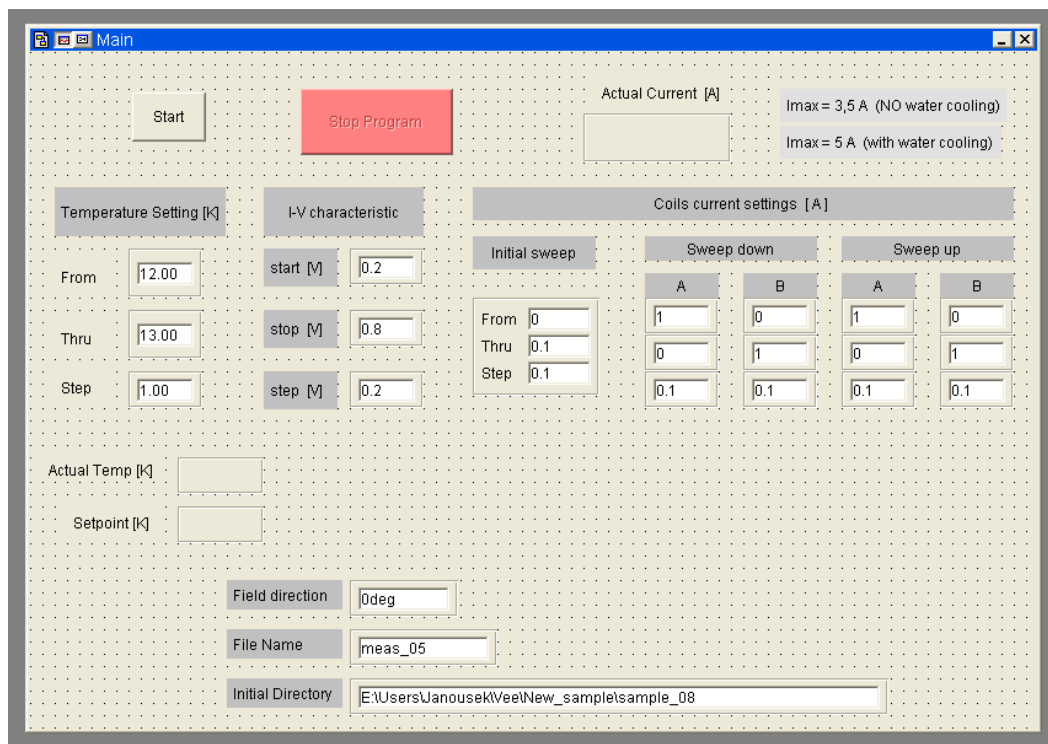 Main
Start
Stop Program
Actual Current [A]
Imax = 3,5 A (NO water cooling)
Imax = 5 A (with water cooling)
Temperature Setting [K]
I-V characteristic
Coils current settings [A]
Initial sweep
Sweep down
Sweep up
A B A B
From 12.00
start [V] 0.2
Thru 13.00
stop [V] 0.8
Step 1.00
step [V] 0.2
From 0
Thru 0.1
Step 0.1
1 0 1 0
0 1 0 1
0.1 0.1 0.1 0.1
Actual Temp [K]
Setpoint [K]
Field direction 0deg
File Name meas_05
Initial Directory E:\Users\Janousek\Vee\New_sample\sample_08